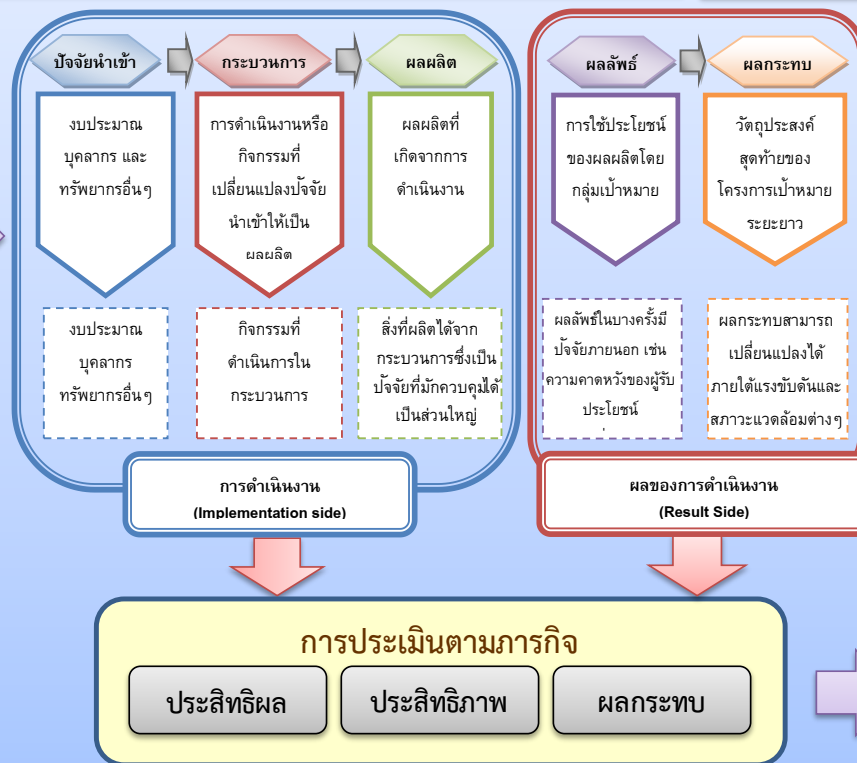 ปัจจัยนำเข้า
กระบวนการ
ผลผลิต
ผลลัพธ์
ผลกระทบ
งบประมาณ
บุคลากร และ
ทรัพยากรอื่นๆ
การดำเนินงานหรือ
กิจกรรมที่
เปลี่ยนแปลงปัจจัย
นำเข้าให้เป็น
ผลผลิต
ผลผลิตที่
เกิดจากการ
ดำเนินงาน
การใช้ประโยชน์
ของผลผลิตโดย
กลุ่มเป้าหมาย
วัตถุประสงค์
สุดท้ายของ
โครงการเป้าหมาย
ระยะยาว
งบประมาณ
บุคลากร
ทรัพยากรอื่นๆ
กิจกรรมที่
ดำเนินการใน
กระบวนการ
สิ่งที่ผลิตได้จาก
กระบวนการซึ่งเป็น
ปัจจัยที่มักควบคุมได้
เป็นส่วนใหญ่
ผลลัพธ์ในบางครั้งมี
ปัจจัยภายนอก เช่น
ความคาดหวังของผู้รับ
ประโยชน์
ผลกระทบสามารถ
เปลี่ยนแปลงได้
ภายใต้แรงขับดันและ
สภาวะแวดล้อมต่างๆ
การดำเนินงาน
(Implementation side)
ผลของการดำเนินงาน
(Result Side)
การประเมินตามภารกิจ
ประสิทธิผล
ประสิทธิภาพ
ผลกระทบ